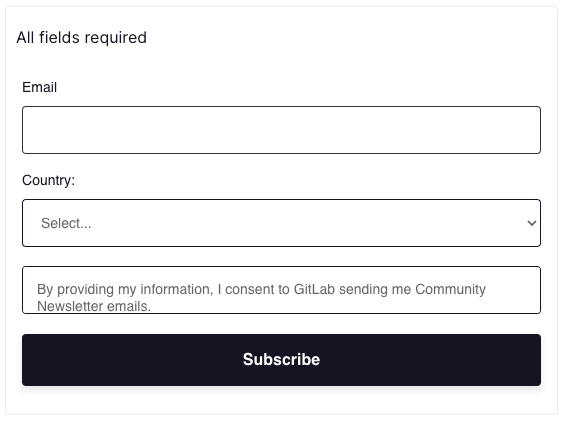 All fields required
Email
Country:
Select...
By providing my information, I consent to GitLab sending me Community
Newsletter emails.
Subscribe